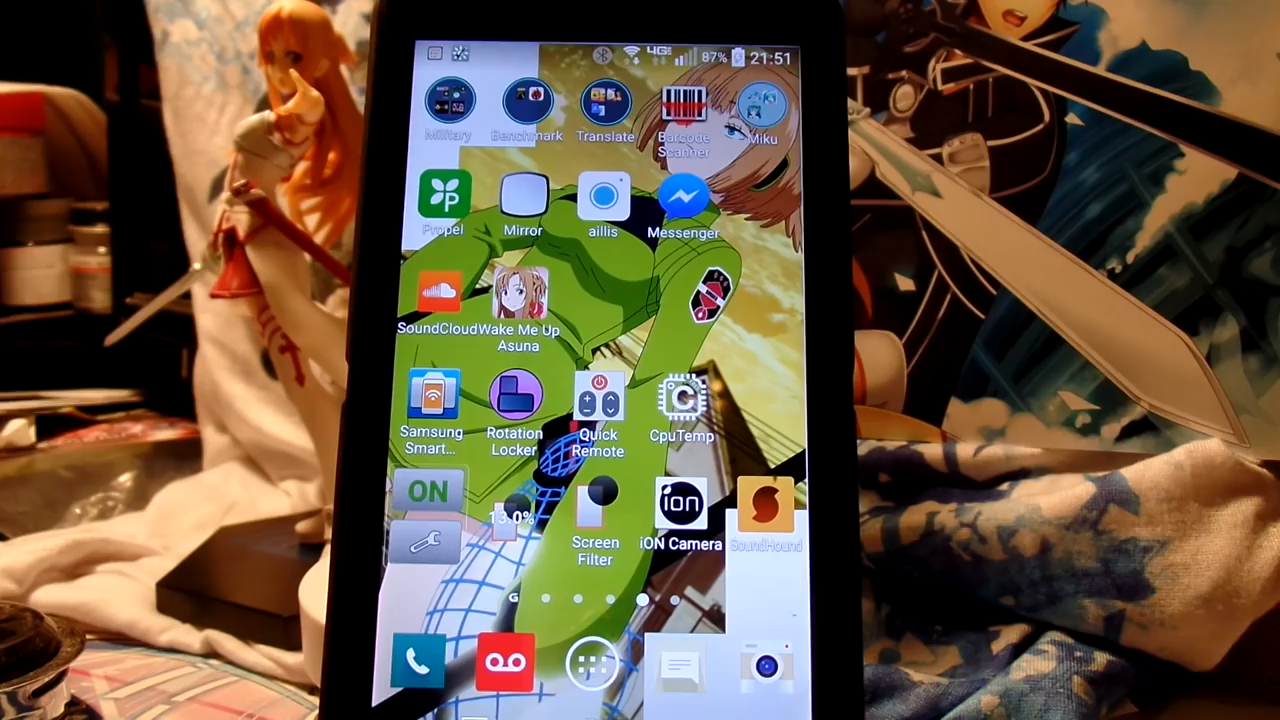 4G 87% 21:51
Military Benchmark Translate Barcode Scanner Miku
Propel Mirror aillis Messenger
SoundCloud Wake Me Up Asuna
Samsung Smart... Rotation Locker Quick Remote CpuTemp
C
ON
13.0%
Screen Filter
iON
iON Camera SoundHound
G